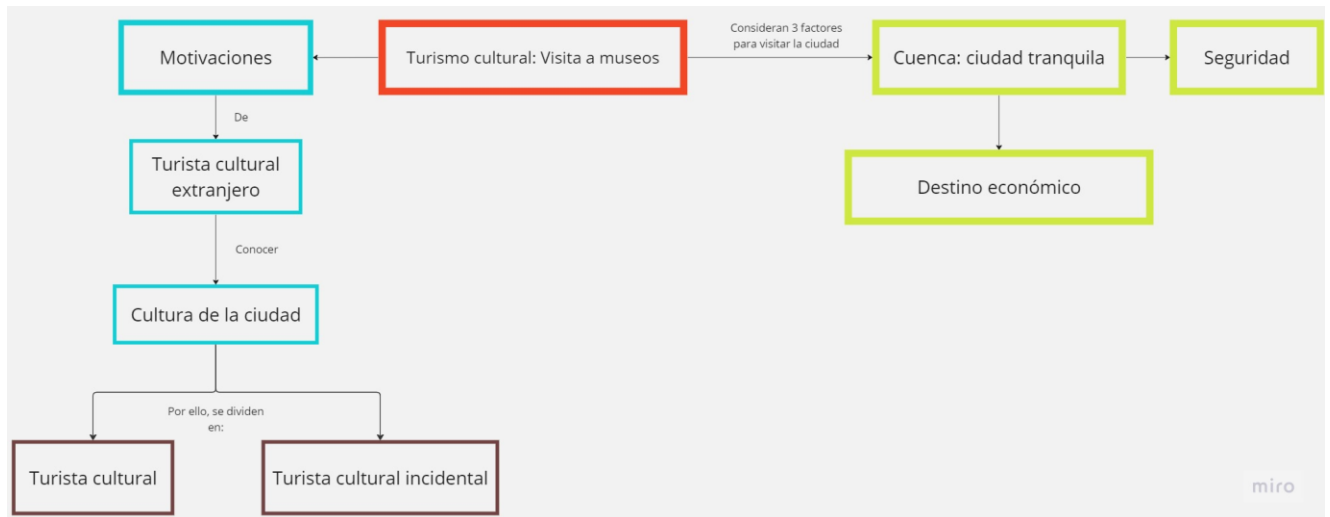 Motivaciones
Turismo cultural: Visita a museos
Consideran 3 factores
para visitar la ciudad
Cuenca: ciudad tranquila
Seguridad
De
Turista cultural
extranjero
Destino económico
Conocer
Cultura de la ciudad
Por ello, se dividen
en:
Turista cultural
Turista cultural incidental
miro